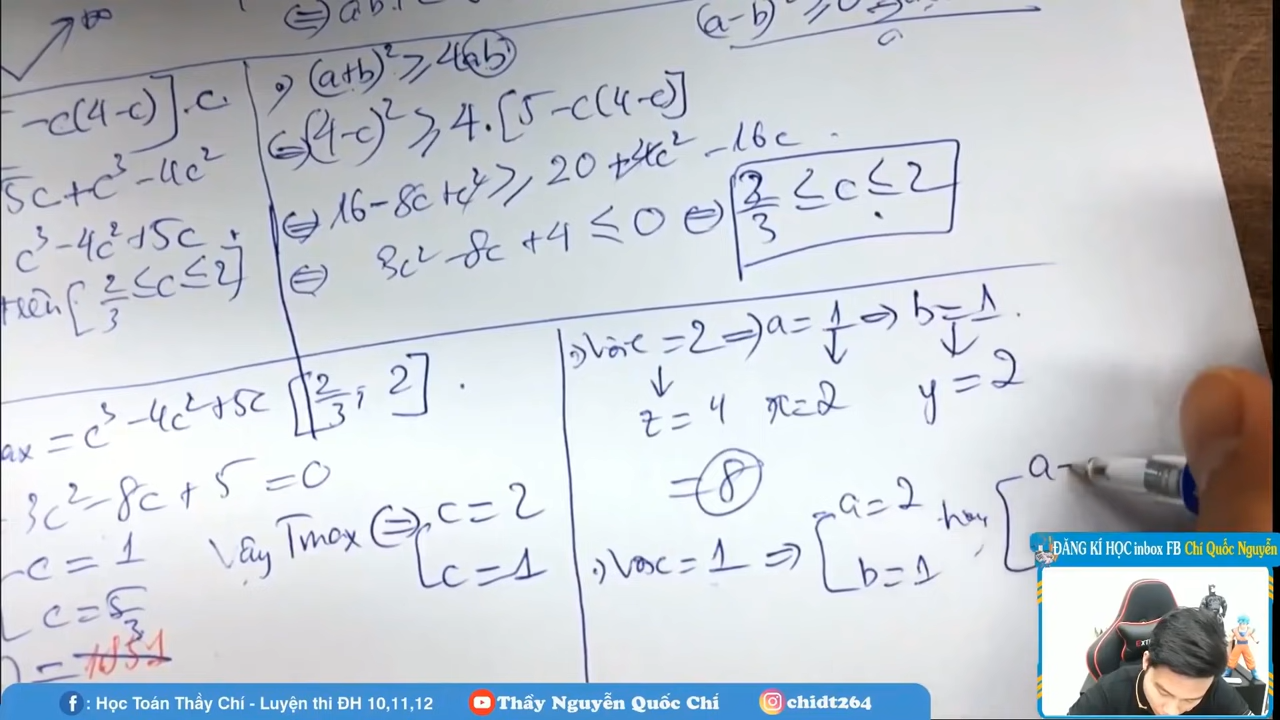 (a+b)² ≥ 4(ab)
⇔ (4-c)² ≥ 4.[5-c(4-c)]
⇔ 16-8c+c² ≥ 20+4c²-16c
⇔ 3c²-8c+4 ≤ 0 ⇔ 2/3 ≤ c ≤ 2
-c(4-c)].c
5c+c³-4c²
c³-4c²+5c
trên [2/3 ≤ c ≤ 2]
ax = c³-4c²+5c [2/3; 2]
3c²-8c+5=0
c=1
c=5/3
Vậy Tmax ⇔ [c=2
c=1
Với c=2 ⇒ a=1 ⇒ b=1.
↓ ↓ ↓
z=4 x=2 y=2
=8
Với c=1 ⇒ [a=2 hay [a
b=1
ĐĂNG KÍ HỌC inbox FB Chí Quốc Nguyễn
: Học Toán Thầy Chí - Luyện thi ĐH 10,11,12
Thầy Nguyễn Quốc Chí
chidt264